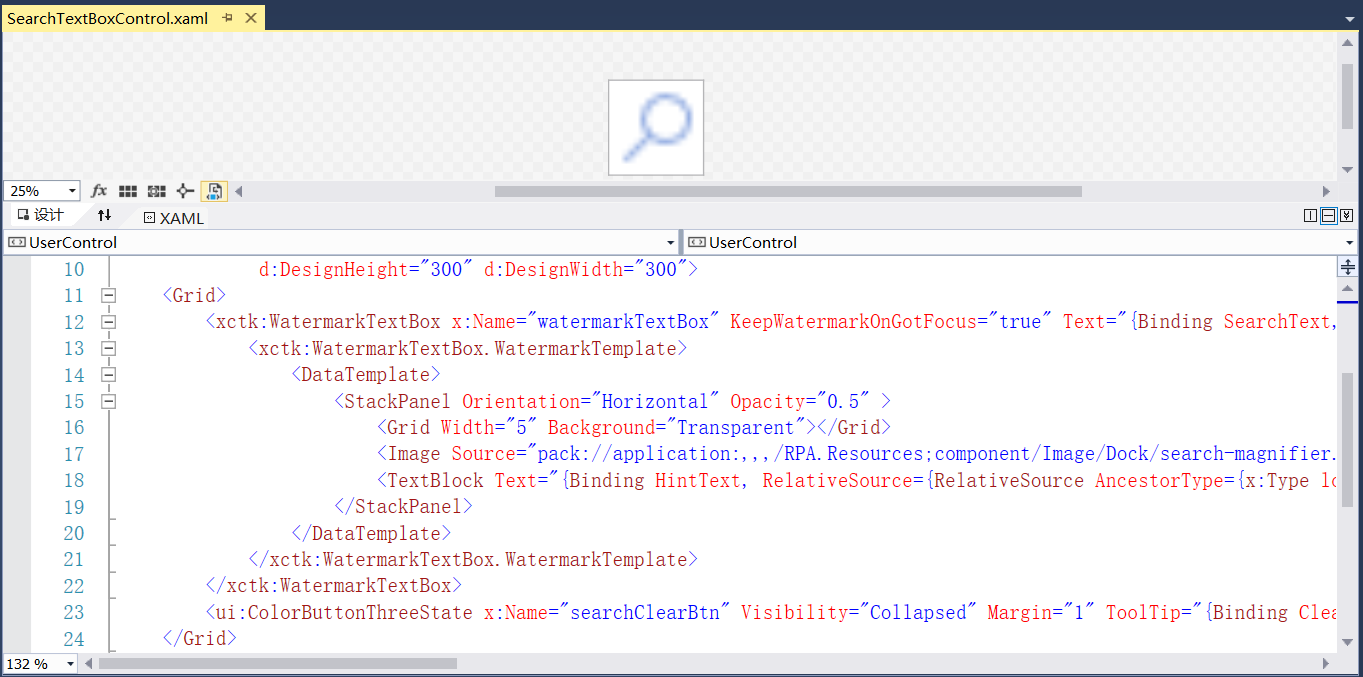 SearchTextBoxControl.xaml
25%
fx
设计
XAML
UserControl
UserControl
10 d:DesignHeight="300" d:DesignWidth="300">
11 <Grid>
12 <xctk:WatermarkTextBox x:Name="watermarkTextBox" KeepWatermarkOnGotFocus="true" Text="{Binding SearchText,
13 <xctk:WatermarkTextBox.WatermarkTemplate>
14 <DataTemplate>
15 <StackPanel Orientation="Horizontal" Opacity="0.5" >
16 <Grid Width="5" Background="Transparent"></Grid>
17 <Image Source="pack://application:,,,/RPA.Resources;component/Image/Dock/search-magnifier.
18 <TextBlock Text="{Binding HintText, RelativeSource={RelativeSource AncestorType={x:Type lo
19 </StackPanel>
20 </DataTemplate>
21 </xctk:WatermarkTextBox.WatermarkTemplate>
22 </xctk:WatermarkTextBox>
23 <ui:ColorButtonThreeState x:Name="searchClearBtn" Visibility="Collapsed" Margin="1" ToolTip="{Binding Clea
24 </Grid>
132 %